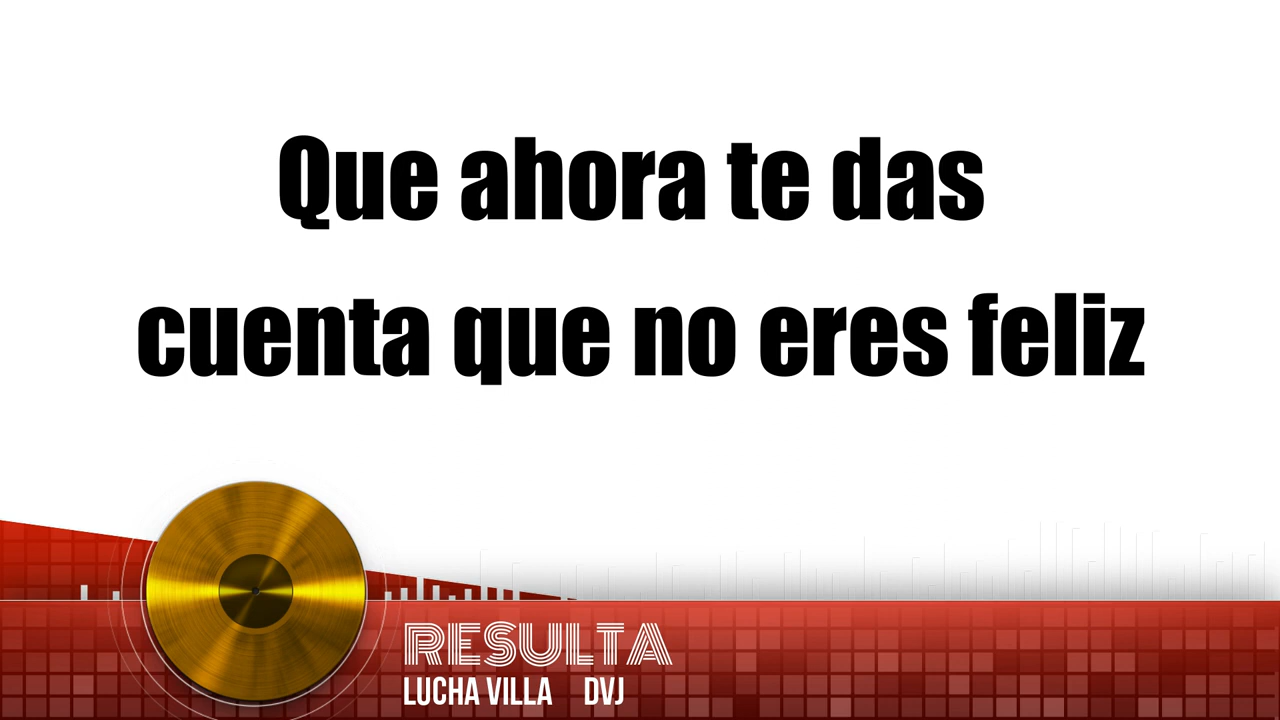 Que ahora te das
cuenta que no eres feliz
RESULTA
LUCHA VILLA DVJ